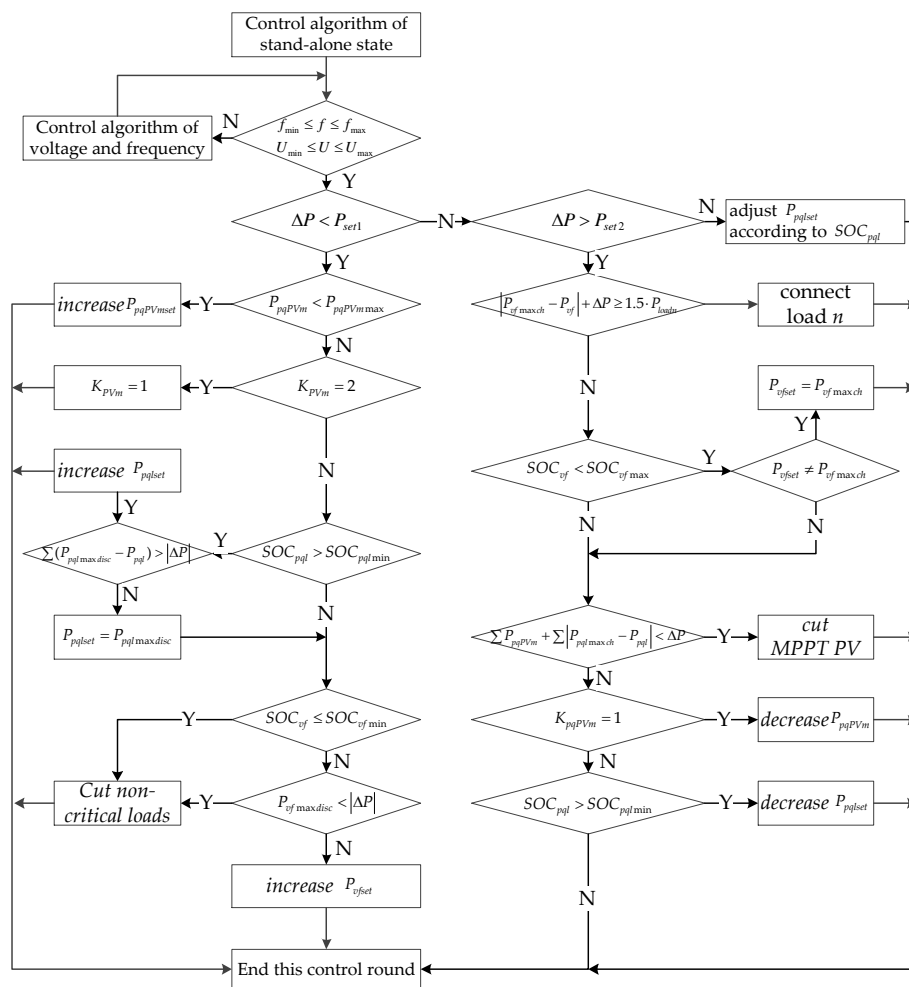 Control algorithm of
stand-alone state
Control algorithm of
voltage and frequency
N
f_min ≤ f ≤ f_max
U_min ≤ U ≤ U_max
Y
ΔP < P_set1
N
ΔP > P_set2
N
adjust P_pqlset
according to SOC_pql
Y
Y
increase P_pqPVmset
Y
P_pqPVm < P_pqPVm max
|P_vf max ch − P_vf| + ΔP ≥ 1.5 · P_loadn
connect
load n
N
K_PVm = 1
Y
K_PVm = 2
N
P_vfset = P_vf max ch
Y
increase P_pqlset
N
SOC_vf < SOC_vf max
Y
P_vfset ≠ P_vf max ch
Y
∑(P_pql max disc − P_pql) > |ΔP|
Y
SOC_pql > SOC_pql min
N
N
N
N
P_pqlset = P_pql max disc
∑P_pqPVm + ∑|P_pql max ch − P_pql| < ΔP
Y
cut
MPPT PV
N
Y
SOC_vf ≤ SOC_vf min
K_pqPVm = 1
Y
decrease P_pqPVm
N
N
Cut non-
critical loads
Y
P_vf max disc < |ΔP|
SOC_pql > SOC_pql min
Y
decrease P_pqlset
N
increase P_vfset
N
End this control round